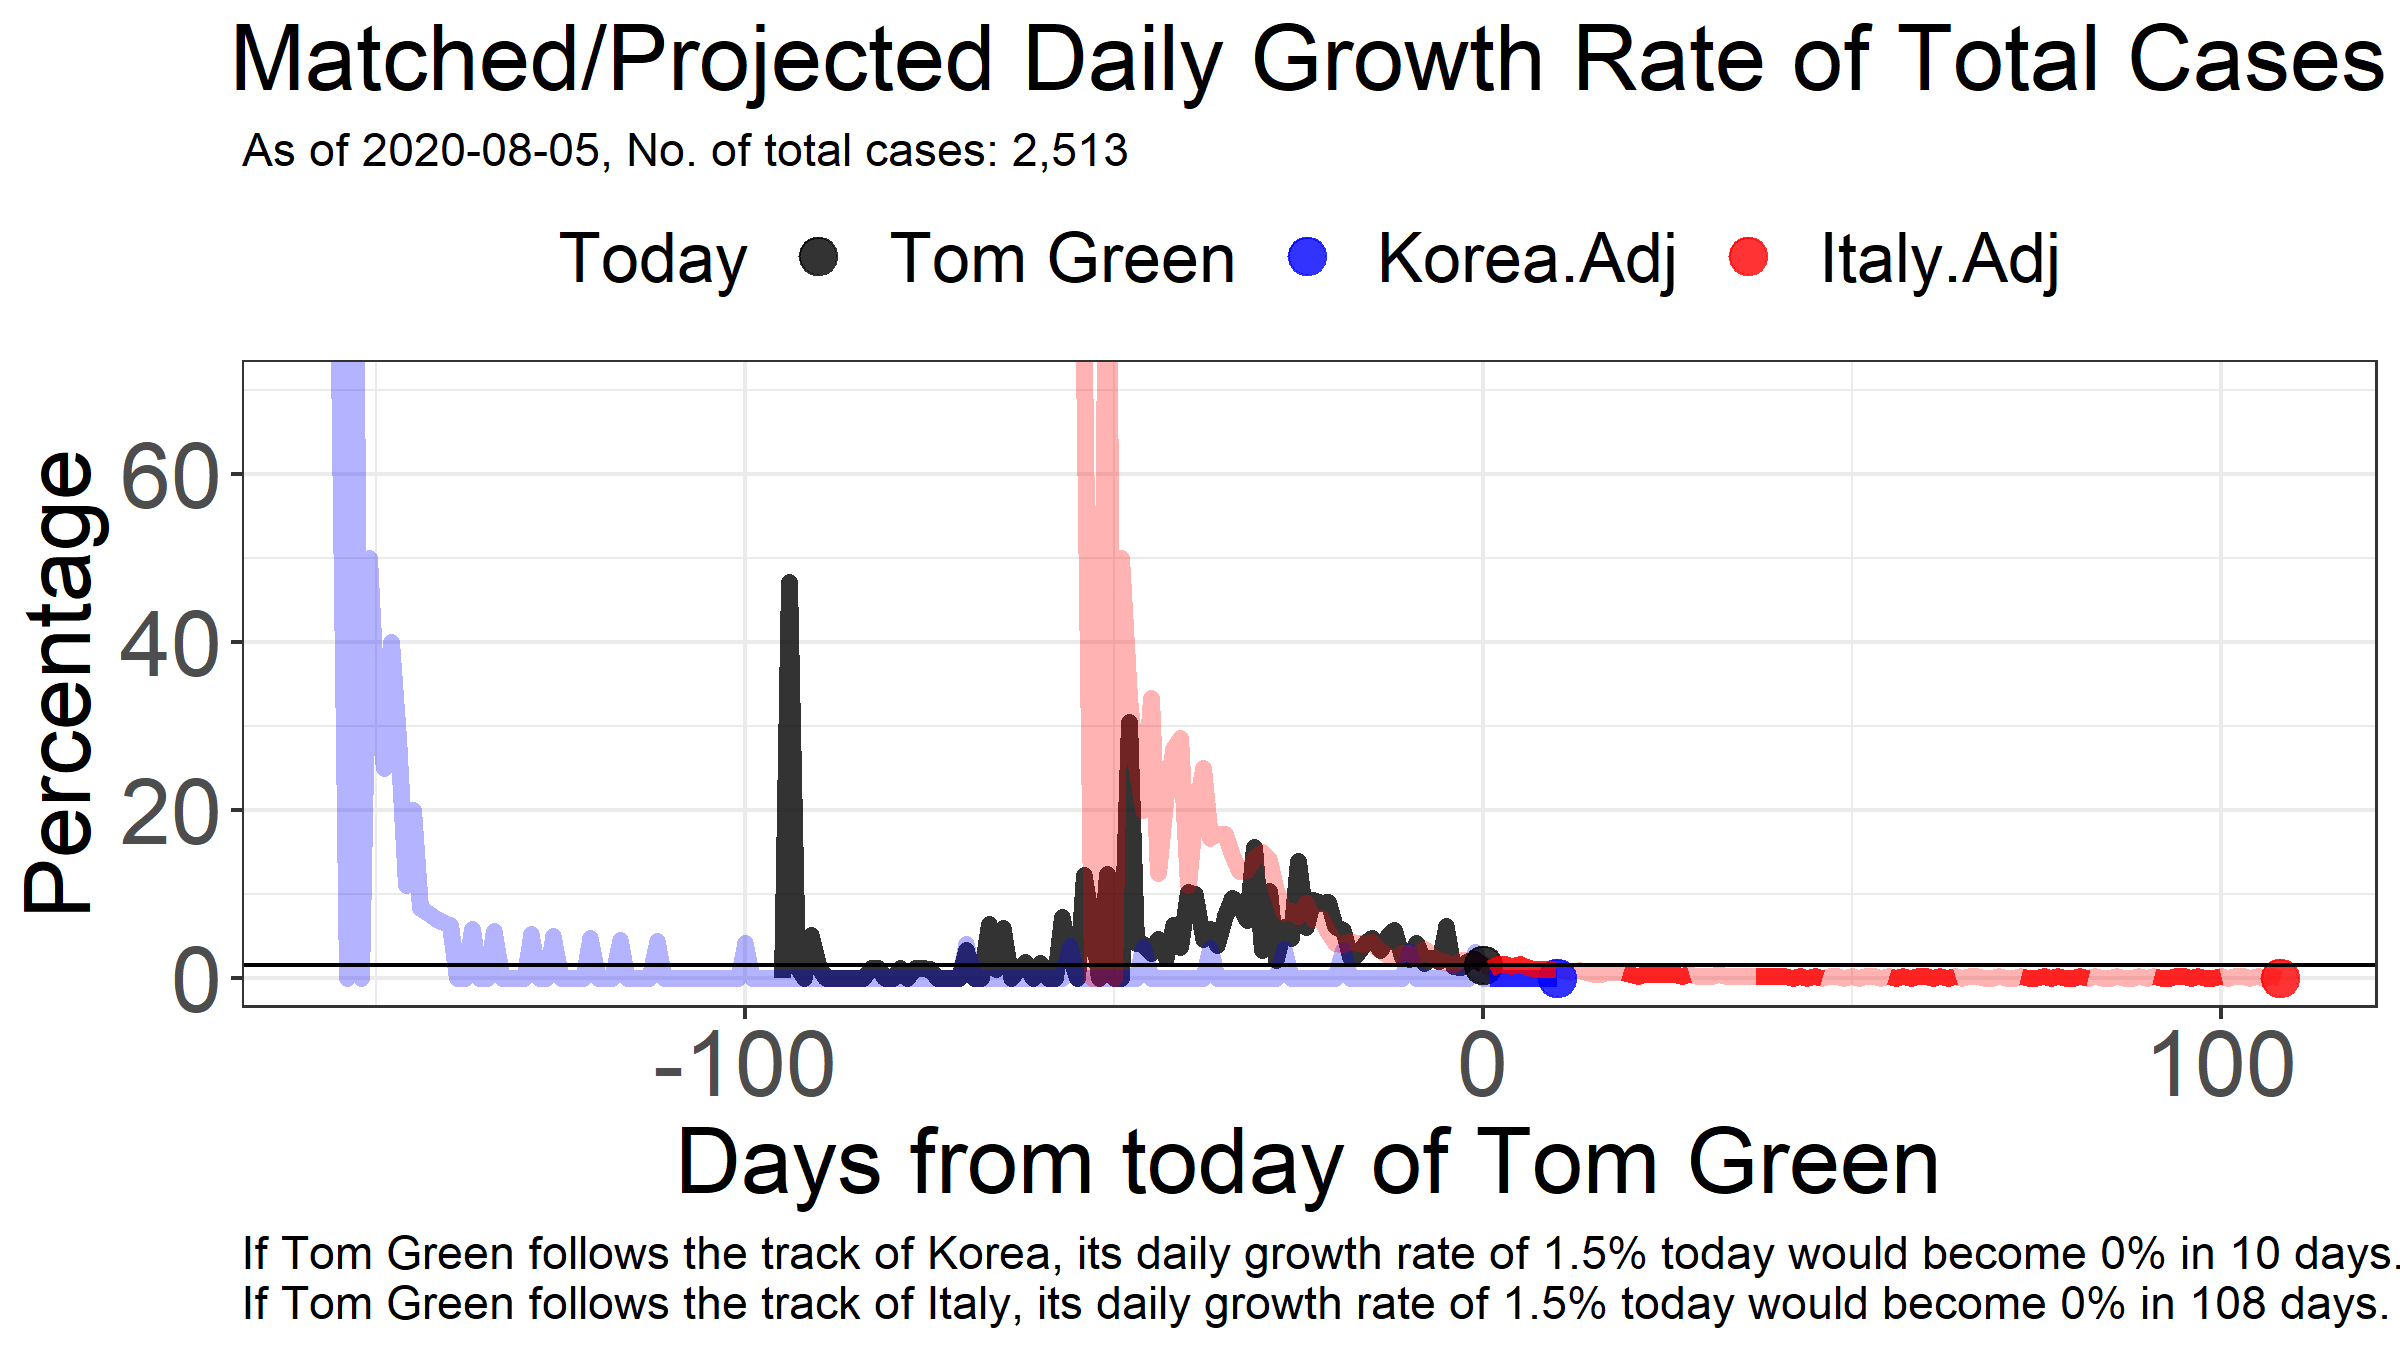 Matched/Projected Daily Growth Rate of Total Cases
As of 2020-08-05, No. of total cases: 2,513
Today Tom Green Korea.Adj Italy.Adj
Percentage
60
40
20
0
-100 0 100
Days from today of Tom Green
If Tom Green follows the track of Korea, its daily growth rate of 1.5% today would become 0% in 10 days.
If Tom Green follows the track of Italy, its daily growth rate of 1.5% today would become 0% in 108 days.